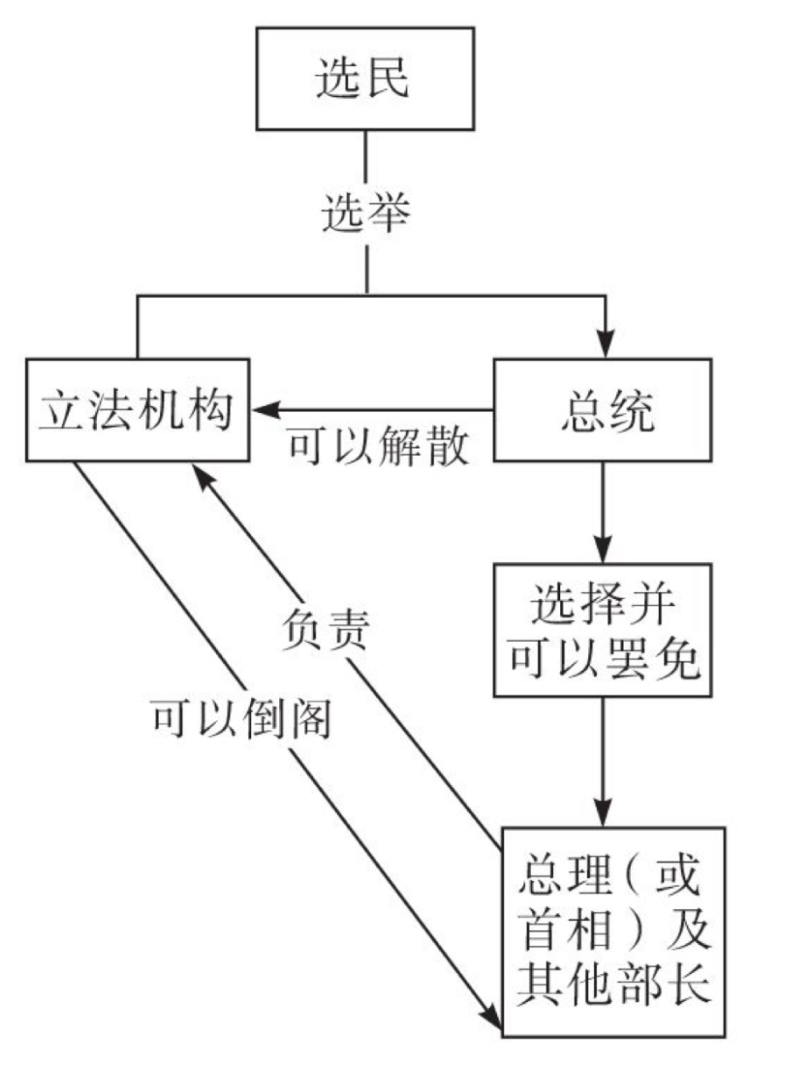 选民
选举
立法机构
总统
可以解散
选择并
可以罢免
负责
可以倒阁
总理（或
首相）及
其他部长